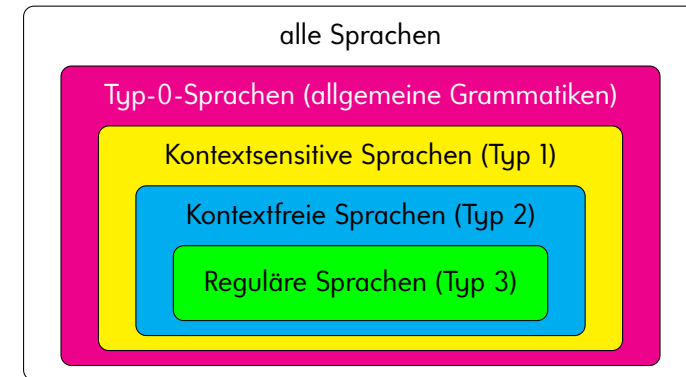 alle Sprachen
Typ-0-Sprachen (allgemeine Grammatiken)
Kontextsensitive Sprachen (Typ 1)
Kontextfreie Sprachen (Typ 2)
Reguläre Sprachen (Typ 3)